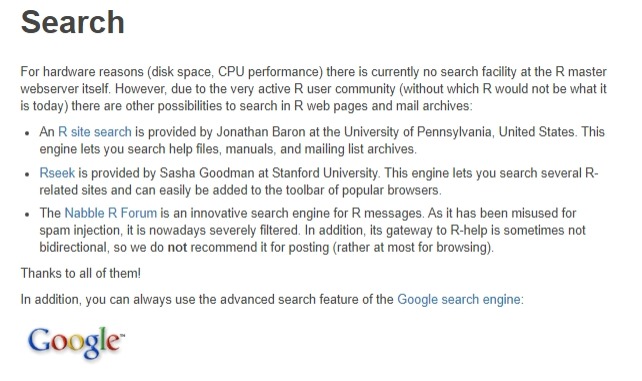 Search
For hardware reasons (disk space, CPU performance) there is currently no search facility at the R master
webserver itself. However, due to the very active R user community (without which R would not be what it
is today) there are other possibilities to search in R web pages and mail archives:
• An R site search is provided by Jonathan Baron at the University of Pennsylvania, United States. This
engine lets you search help files, manuals, and mailing list archives.
• Rseek is provided by Sasha Goodman at Stanford University. This engine lets you search several R-
related sites and can easily be added to the toolbar of popular browsers.
• The Nabble R Forum is an innovative search engine for R messages. As it has been misused for
spam injection, it is nowadays severely filtered. In addition, its gateway to R-help is sometimes not
bidirectional, so we do not recommend it for posting (rather at most for browsing).
Thanks to all of them!
In addition, you can always use the advanced search feature of the Google search engine:
Google™